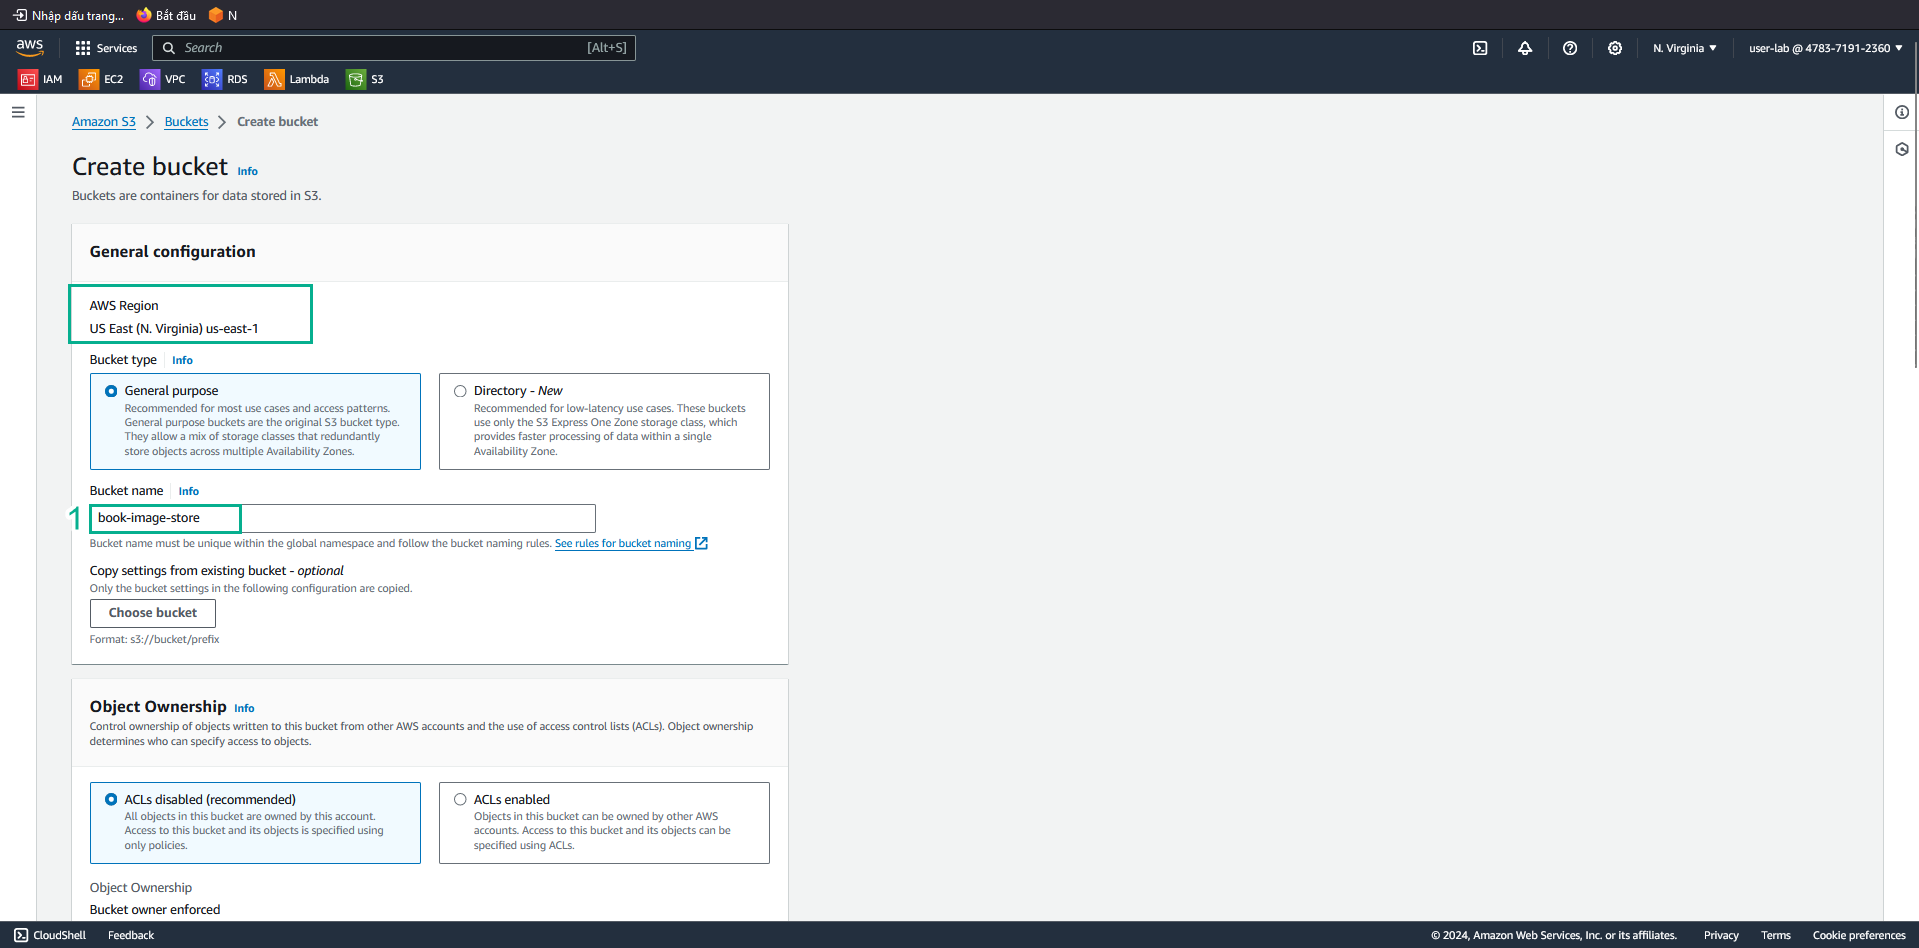 Nhập dấu trang... Bắt đầu N
aws Services Search [Alt+S] N. Virginia user-lab @ 4783-7191-2360
IAM EC2 VPC RDS Lambda S3
Amazon S3 Buckets Create bucket
Create bucket Info
Buckets are containers for data stored in S3.
General configuration
AWS Region
US East (N. Virginia) us-east-1
Bucket type Info
General purpose
Recommended for most use cases and access patterns.
General purpose buckets are the original S3 bucket type.
They allow a mix of storage classes that redundantly
store objects across multiple Availability Zones.
Directory - New
Recommended for low-latency use cases. These buckets
use only the S3 Express One Zone storage class, which
provides faster processing of data within a single
Availability Zone.
Bucket name Info
1 book-image-store
Bucket name must be unique within the global namespace and follow the bucket naming rules. See rules for bucket naming
Copy settings from existing bucket - optional
Only the bucket settings in the following configuration are copied.
Choose bucket
Format: s3://bucket/prefix
Object Ownership Info
Control ownership of objects written to this bucket from other AWS accounts and the use of access control lists (ACLs). Object ownership
determines who can specify access to objects.
ACLs disabled (recommended)
All objects in this bucket are owned by this account.
Access to this bucket and its objects is specified using
only policies.
ACLs enabled
Objects in this bucket can be owned by other AWS
accounts. Access to this bucket and its objects can be
specified using ACLs.
Object Ownership
Bucket owner enforced
CloudShell Feedback © 2024, Amazon Web Services, Inc. or its affiliates. Privacy Terms Cookie preferences